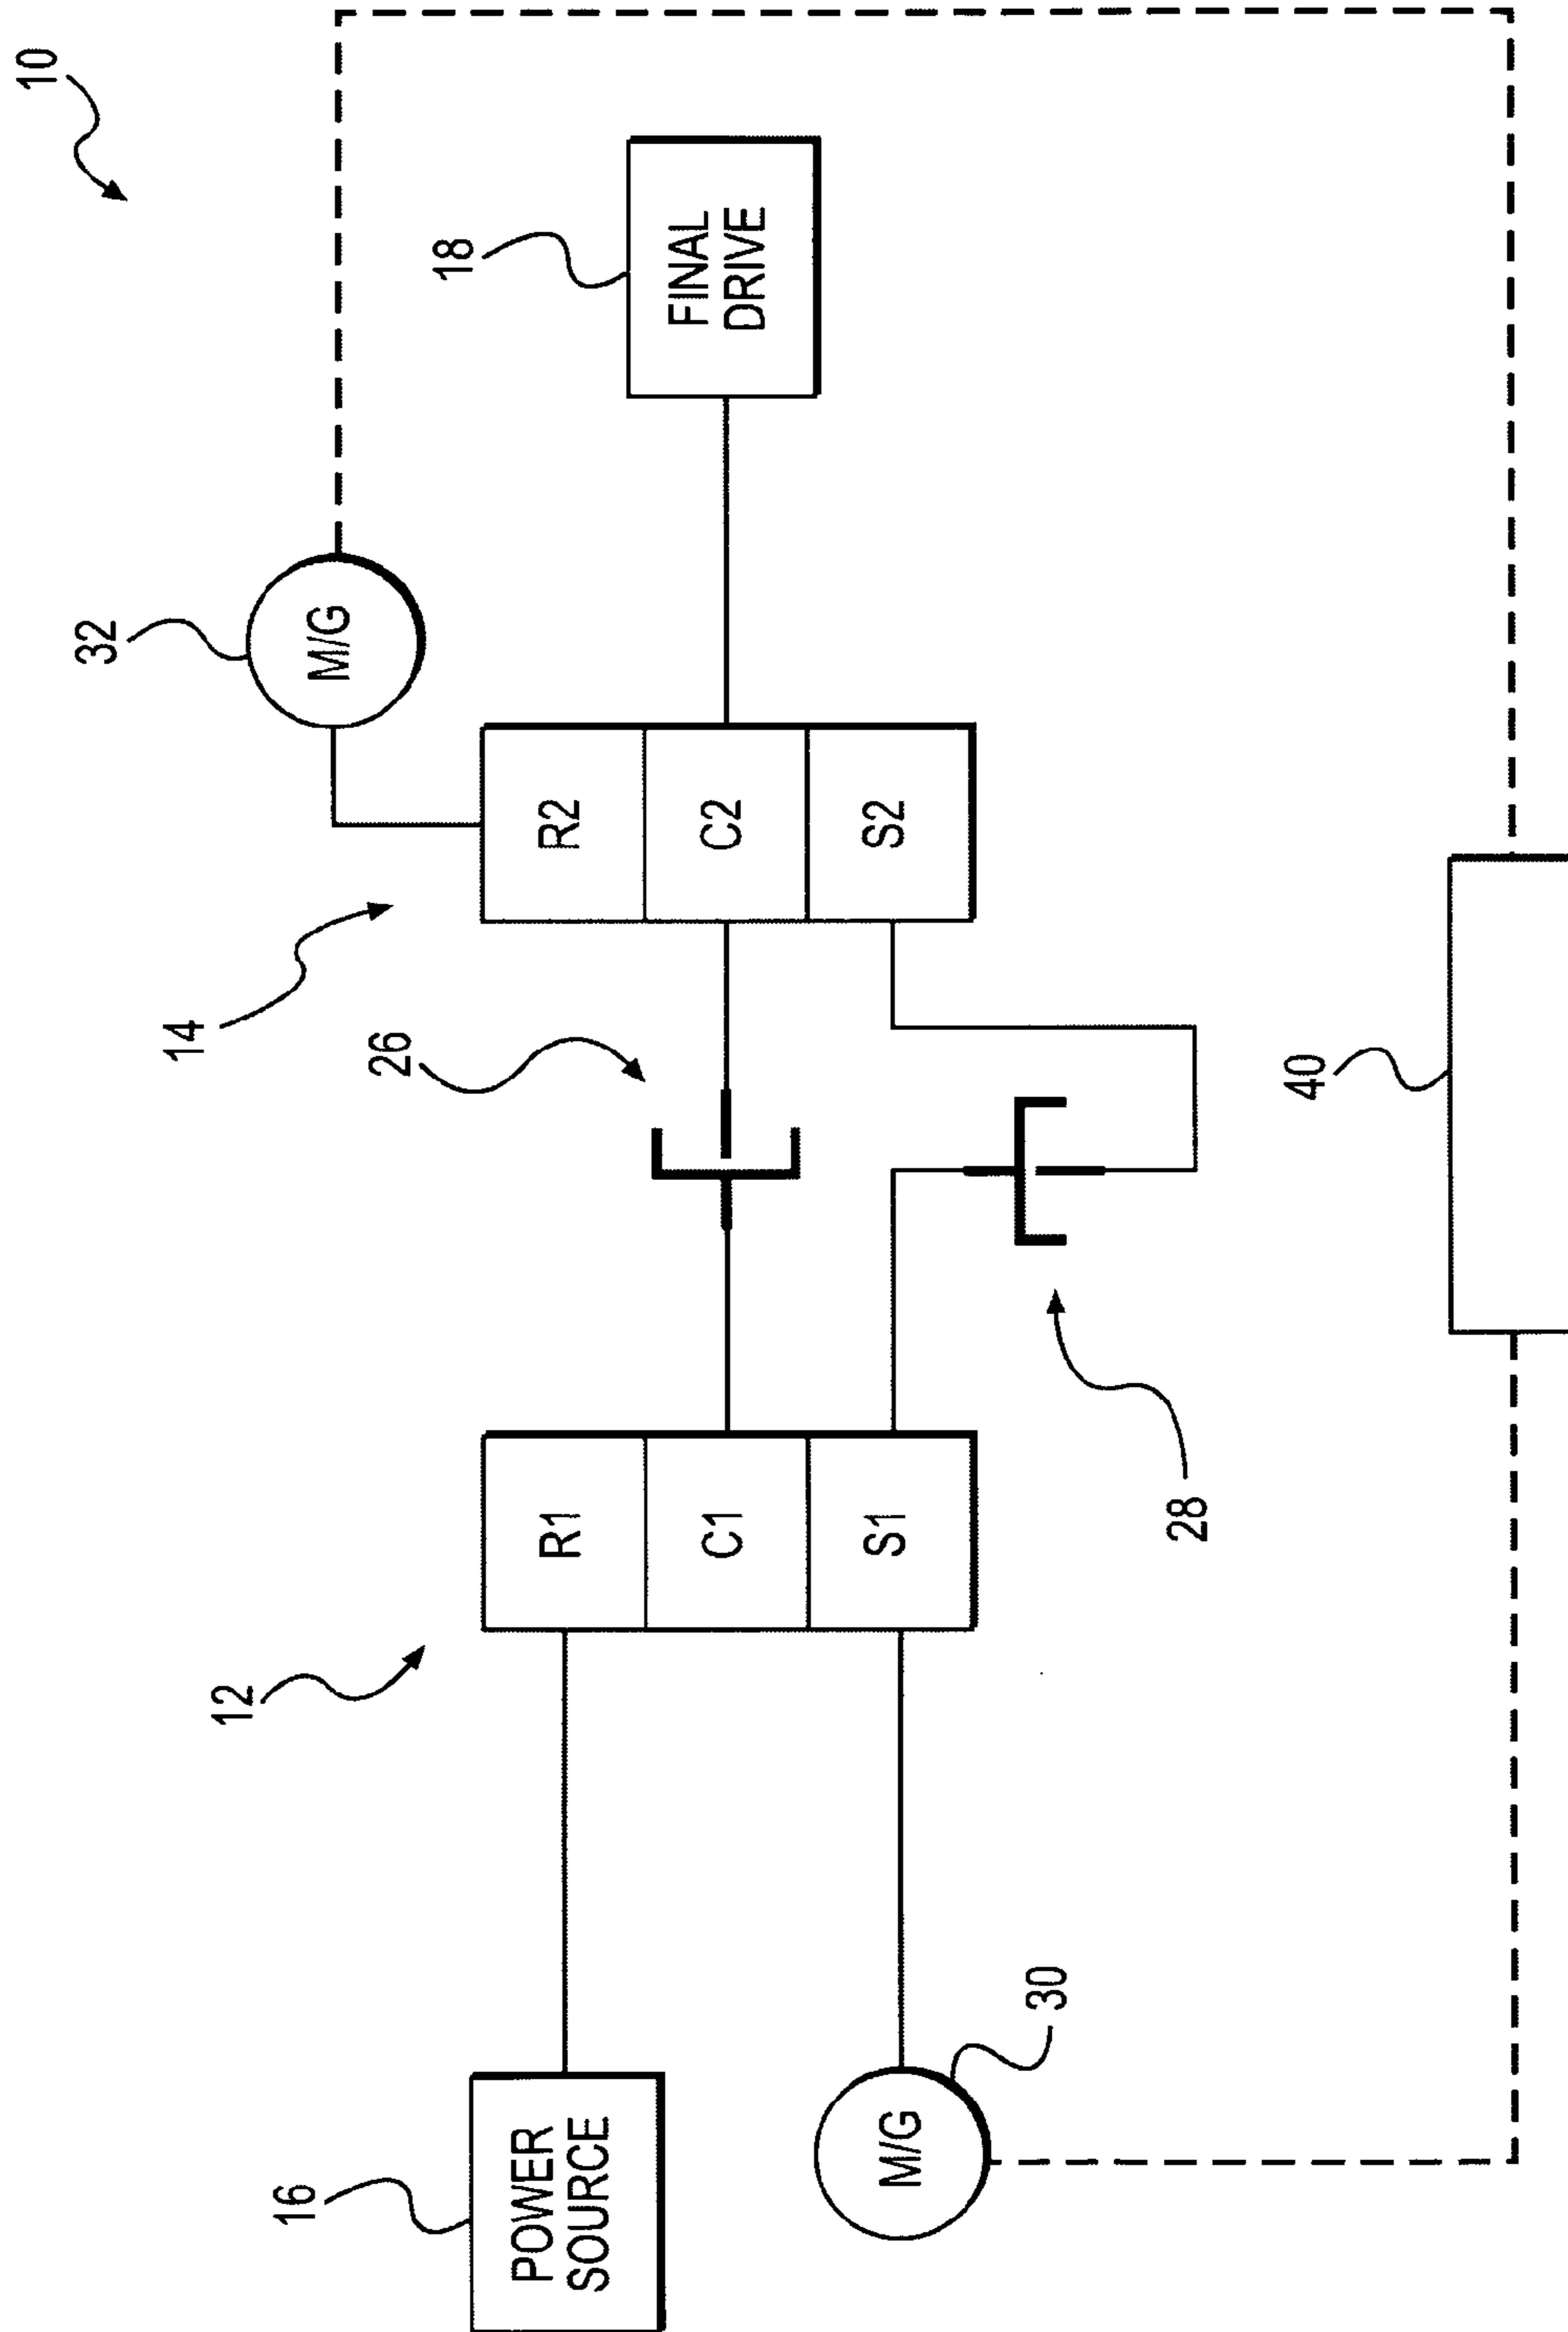 10
32
M/G
18
FINAL
DRIVE
14
R2
C2
S2
26
28
12
R1
C1
S1
40
16
POWER
SOURCE
30
M/G